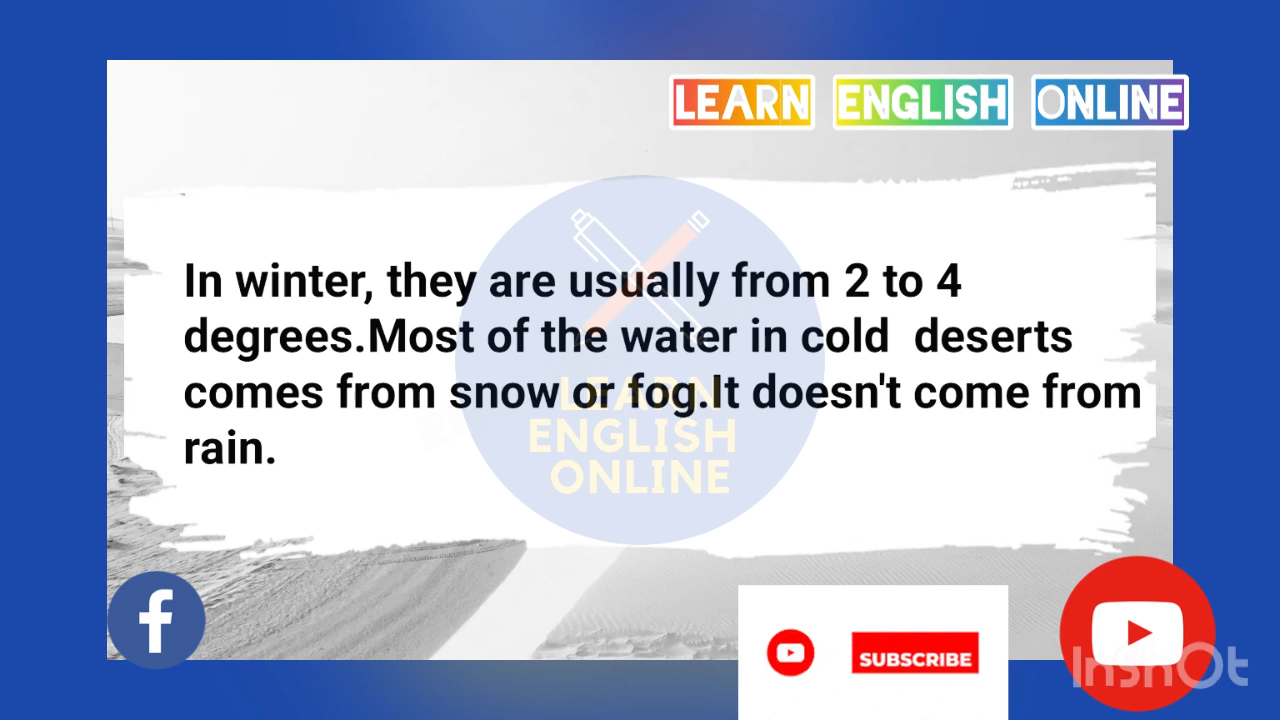 LEARN ENGLISH ONLINE
In winter, they are usually from 2 to 4
degrees.Most of the water in cold  deserts
comes from snow or fog.It doesn't come from
rain.
LEARN
ENGLISH
ONLINE
f
SUBSCRIBE
InshOt